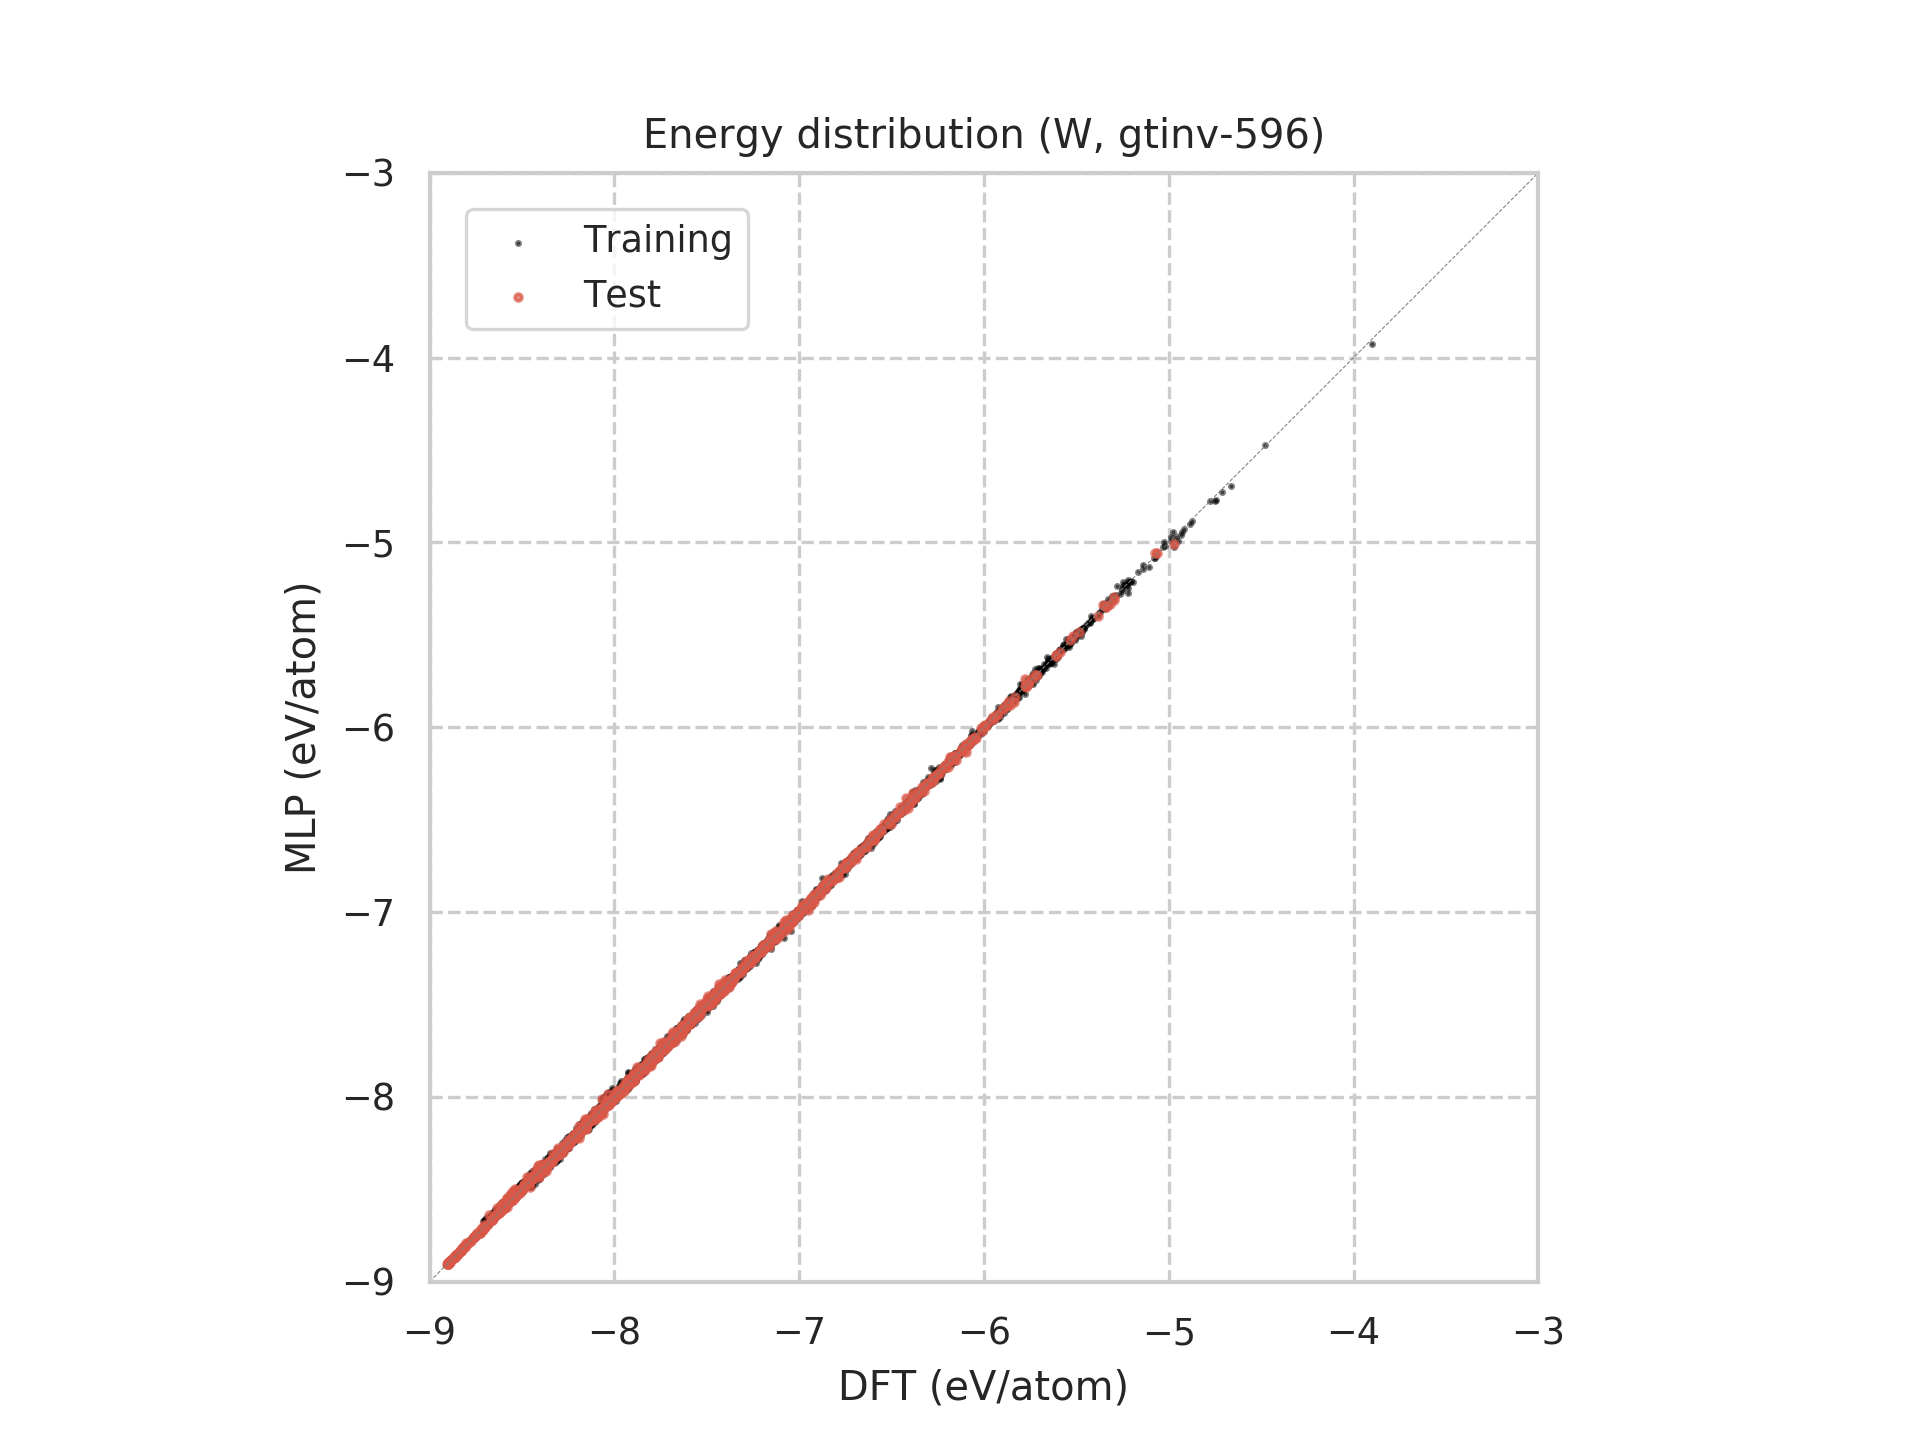 Energy distribution (W, gtinv-596)
−3
−4
−5
−6
−7
−8
−9
Training
Test
MLP (eV/atom)
−9 −8 −7 −6 −5 −4 −3
DFT (eV/atom)